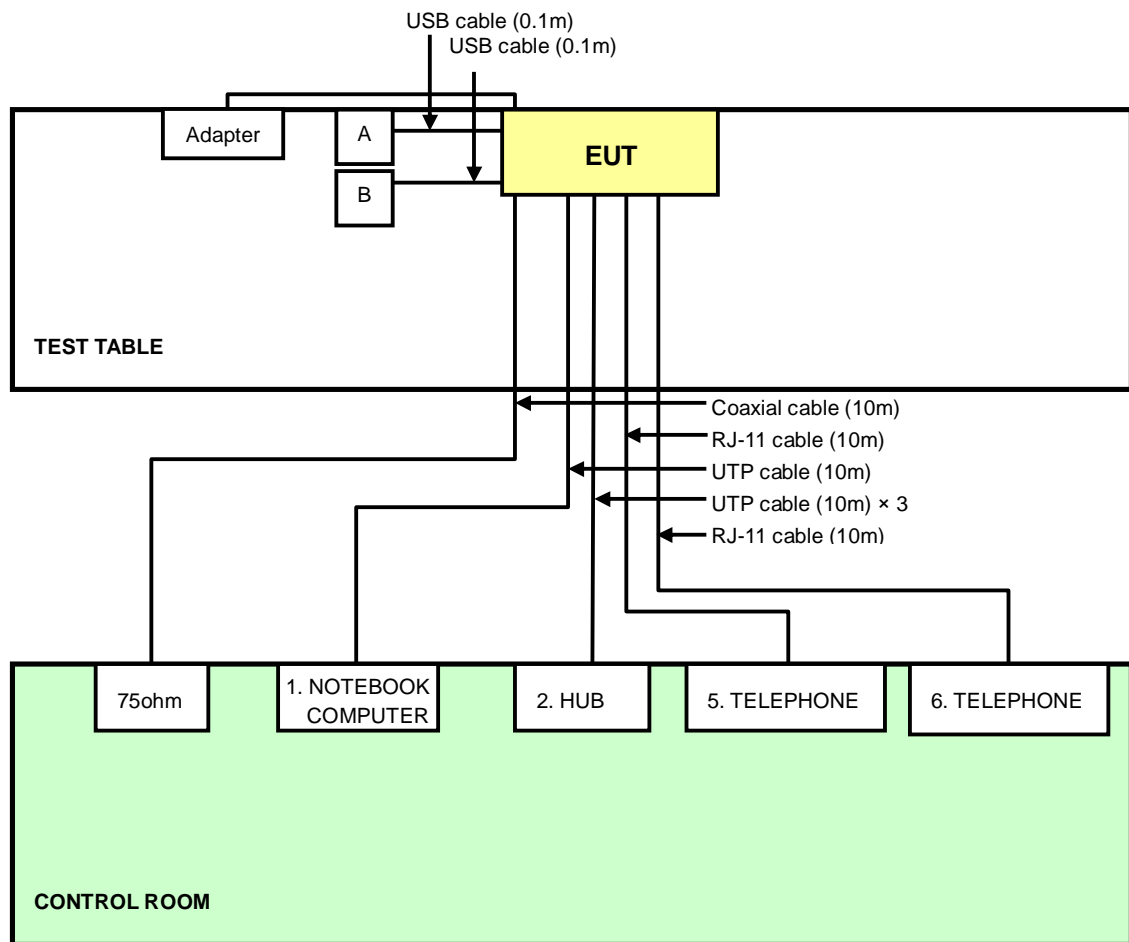 USB cable (0.1m)
USB cable (0.1m)
Adapter
A
EUT
B
TEST TABLE
Coaxial cable (10m)
RJ-11 cable (10m)
UTP cable (10m)
UTP cable (10m) × 3
RJ-11 cable (10m)
75ohm
1. NOTEBOOK
COMPUTER
2. HUB
5. TELEPHONE
6. TELEPHONE
CONTROL ROOM